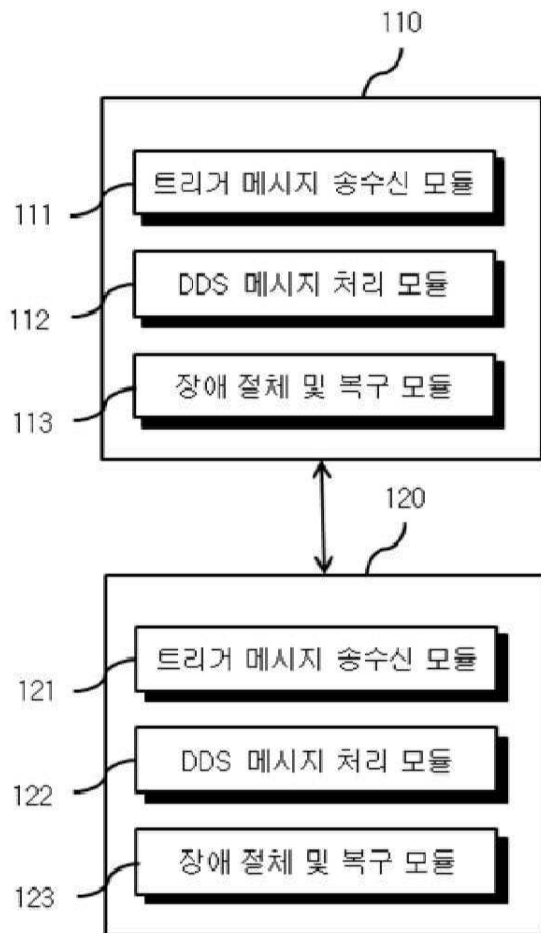 110
트리거 메시지 송수신 모듈
111
DDS 메시지 처리 모듈
112
장애 절체 및 복구 모듈
113
120
트리거 메시지 송수신 모듈
121
DDS 메시지 처리 모듈
122
장애 절체 및 복구 모듈
123